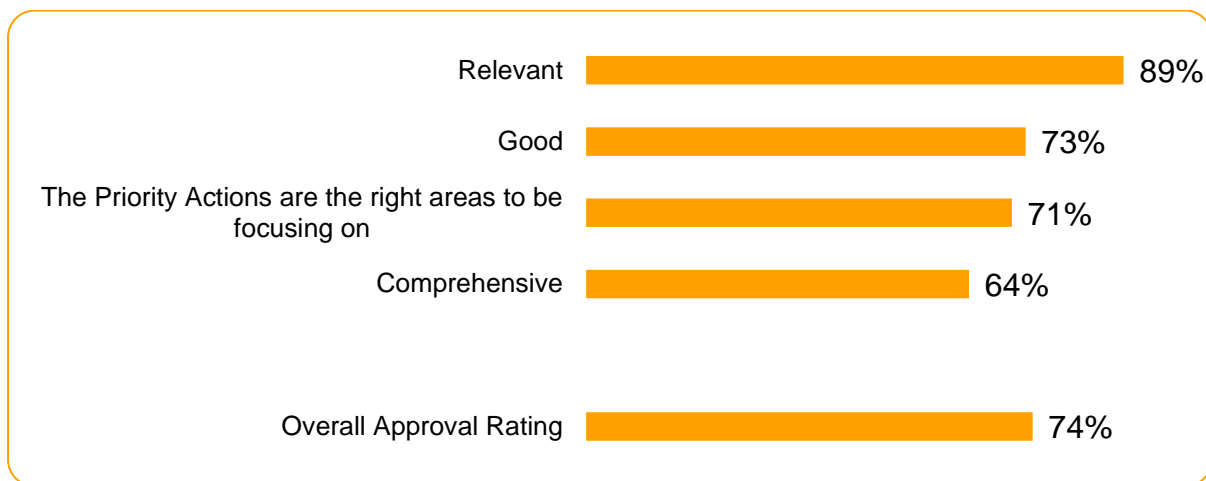 Relevant 89%
Good 73%
The Priority Actions are the right areas to be
focusing on
71%
Comprehensive 64%
Overall Approval Rating 74%